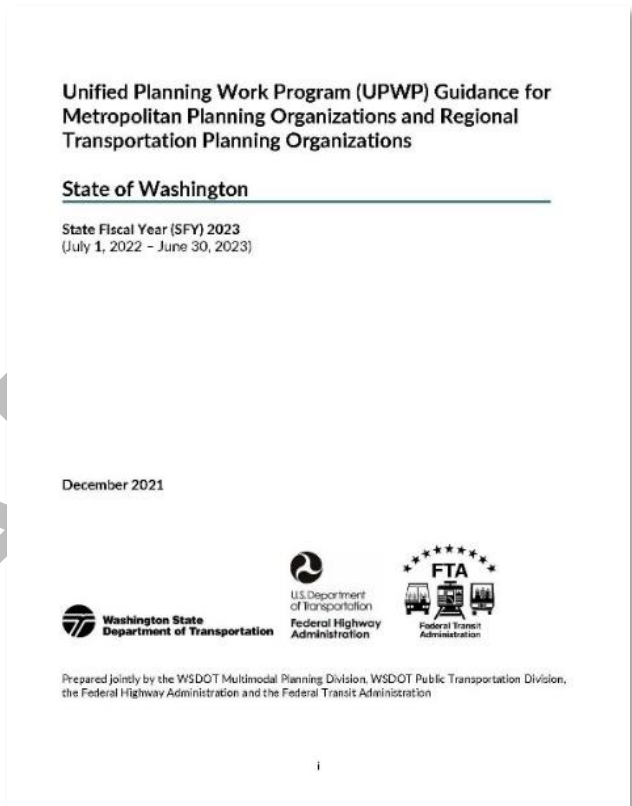 Unified Planning Work Program (UPWP) Guidance for
Metropolitan Planning Organizations and Regional
Transportation Planning Organizations
State of Washington
State Fiscal Year (SFY) 2023
(July 1, 2022 – June 30, 2023)
December 2021
FTA
U.S. Department
of Transportation
Federal Highway
Administration
Federal Transit
Administration
Washington State
Department of Transportation
Prepared jointly by the WSDOT Multimodal Planning Division, WSDOT Public Transportation Division,
the Federal Highway Administration and the Federal Transit Administration
i